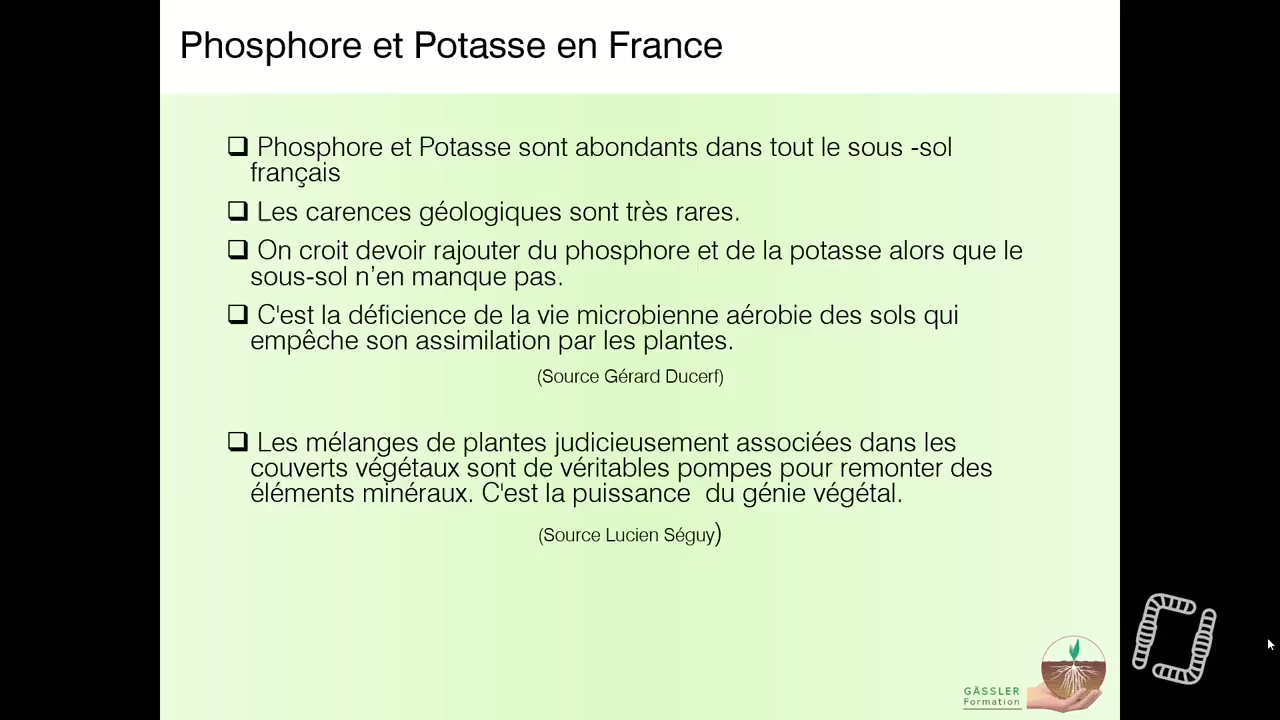 Phosphore et Potasse en France
❑ Phosphore et Potasse sont abondants dans tout le sous -sol
français
❑ Les carences géologiques sont très rares.
❑ On croit devoir rajouter du phosphore et de la potasse alors que le
sous-sol n’en manque pas.
❑ C'est la déficience de la vie microbienne aérobie des sols qui
empêche son assimilation par les plantes.
(Source Gérard Ducerf)
❑ Les mélanges de plantes judicieusement associées dans les
couverts végétaux sont de véritables pompes pour remonter des
éléments minéraux. C'est la puissance  du génie végétal.
(Source Lucien Séguy)
GÄSSLER
Formation